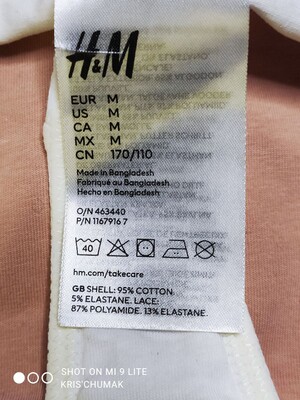 H&M
EUR M
US M
CA M
MX M
CN 170/110
Made in Bangladesh
Fabriqué au Bangladesh
Hecho en Bangladesh
O/N 463440
P/N 1167916 7
40
hm.com/takecare
GB SHELL: 95% COTTON.
5% ELASTANE. LACE:
87% POLYAMIDE. 13% ELASTANE.
SHOT ON MI 9 LITE
KRIS'CHUMAK